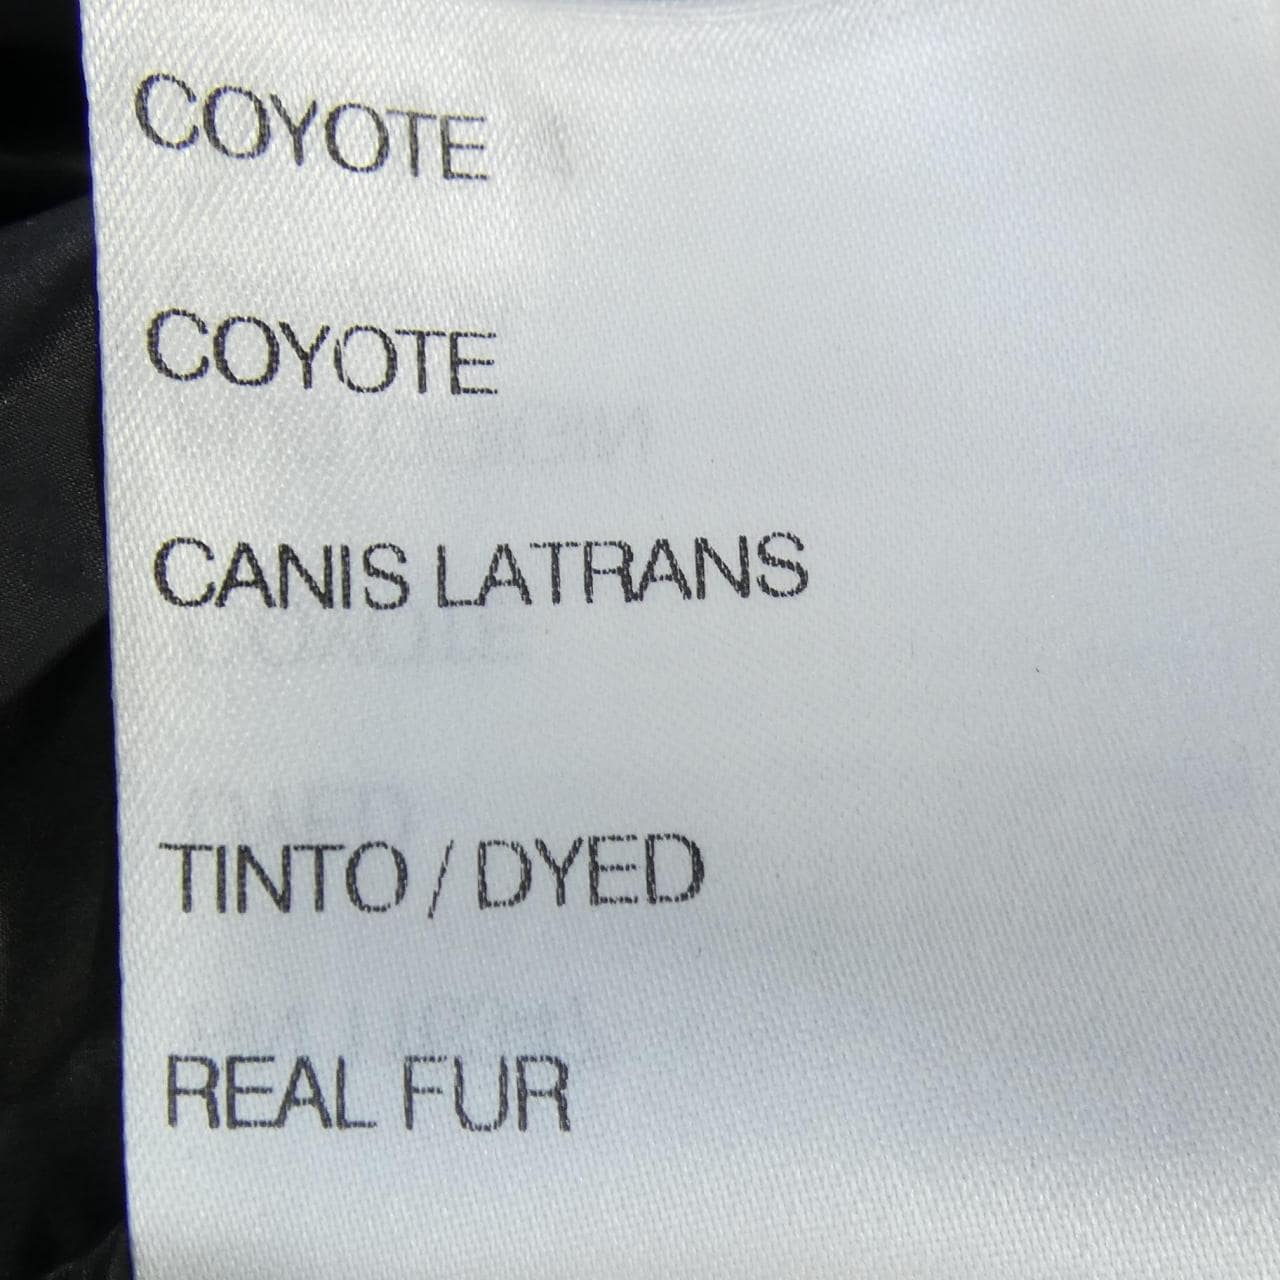 COYOTE
COYOTE
CANIS LATRANS
TINTO / DYED
REAL FUR